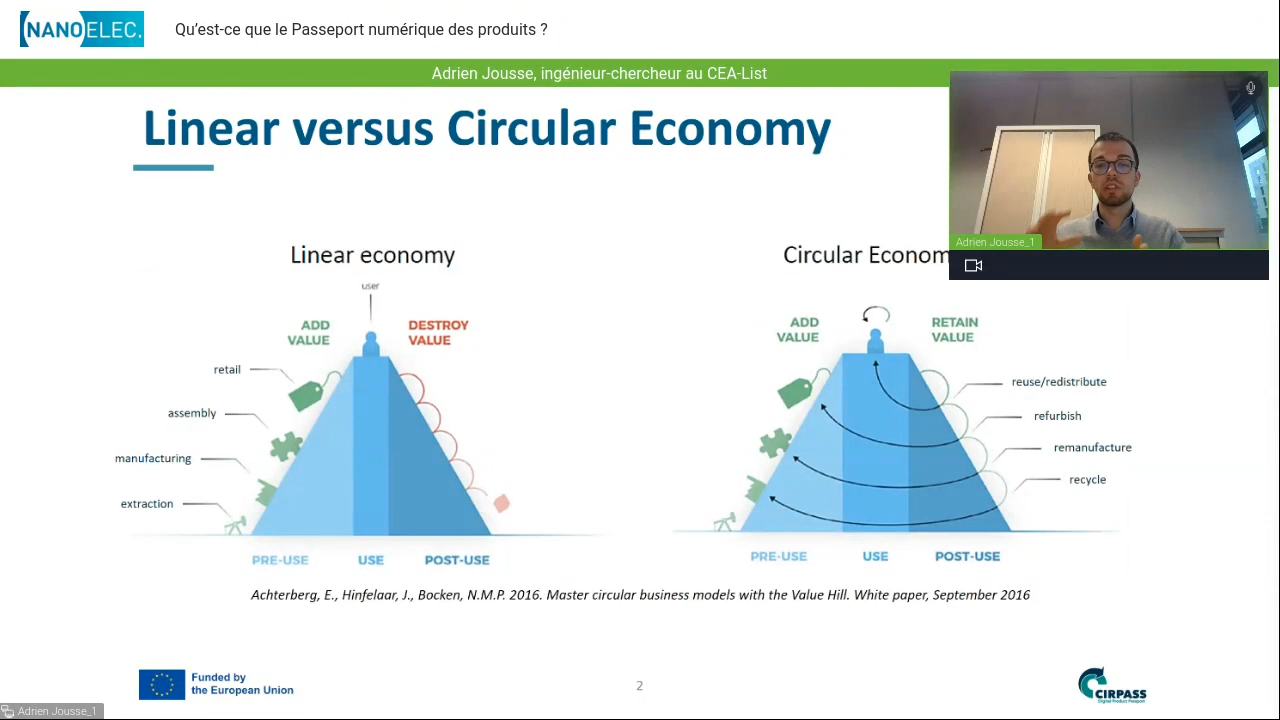 NANOELEC.
Qu’est-ce que le Passeport numérique des produits ?
Adrien Jousse, ingénieur-chercheur au CEA-List
Linear versus Circular Economy
Adrien Jousse_1
Linear economy
user
ADD
VALUE
DESTROY
VALUE
retail
assembly
manufacturing
extraction
PRE-USE
USE
POST-USE
Circular Econom
ADD
VALUE
RETAIN
VALUE
reuse/redistribute
refurbish
remanufacture
recycle
PRE-USE
USE
POST-USE
Achterberg, E., Hinfelaar, J., Bocken, N.M.P. 2016. Master circular business models with the Value Hill. White paper, September 2016
Funded by
the European Union
2
CIRPASS
Digital Product Passport
Adrien Jousse_1